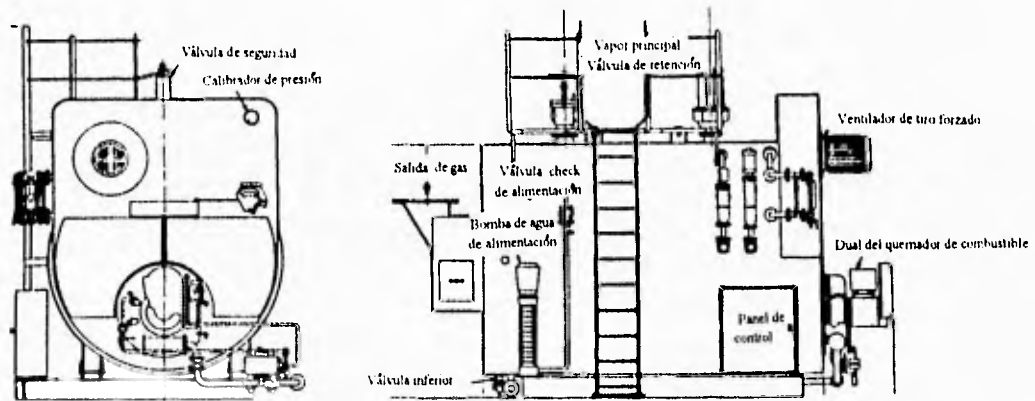 Válvula de seguridad
Calibrador de presión
Vapor principal
Válvula de retención
Ventilador de tiro forzado
Salida de gas
Válvula check
de alimentación
Bomba de agua
de alimentación
Dual del quemador de combustible
Panel de
control
Válvula inferior